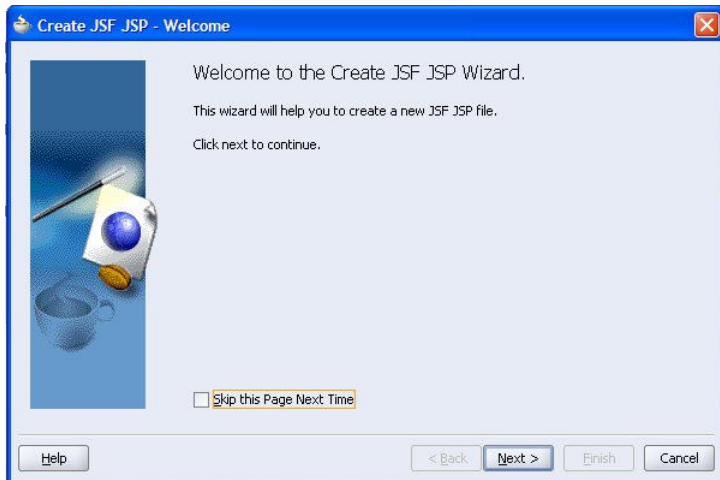 Create JSF JSP - Welcome
Welcome to the Create JSF JSP Wizard.
This wizard will help you to create a new JSF JSP file.
Click next to continue.
Skip this Page Next Time
Help
< Back
Next >
Finish
Cancel